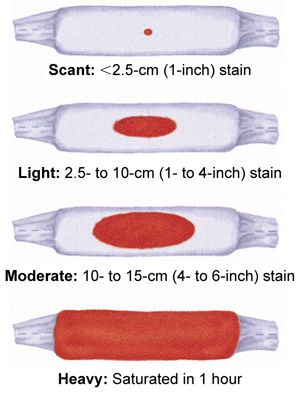 Scant: <2.5-cm (1-inch) stain
Light: 2.5- to 10-cm (1- to 4-inch) stain
Moderate: 10- to 15-cm (4- to 6-inch) stain
Heavy: Saturated in 1 hour